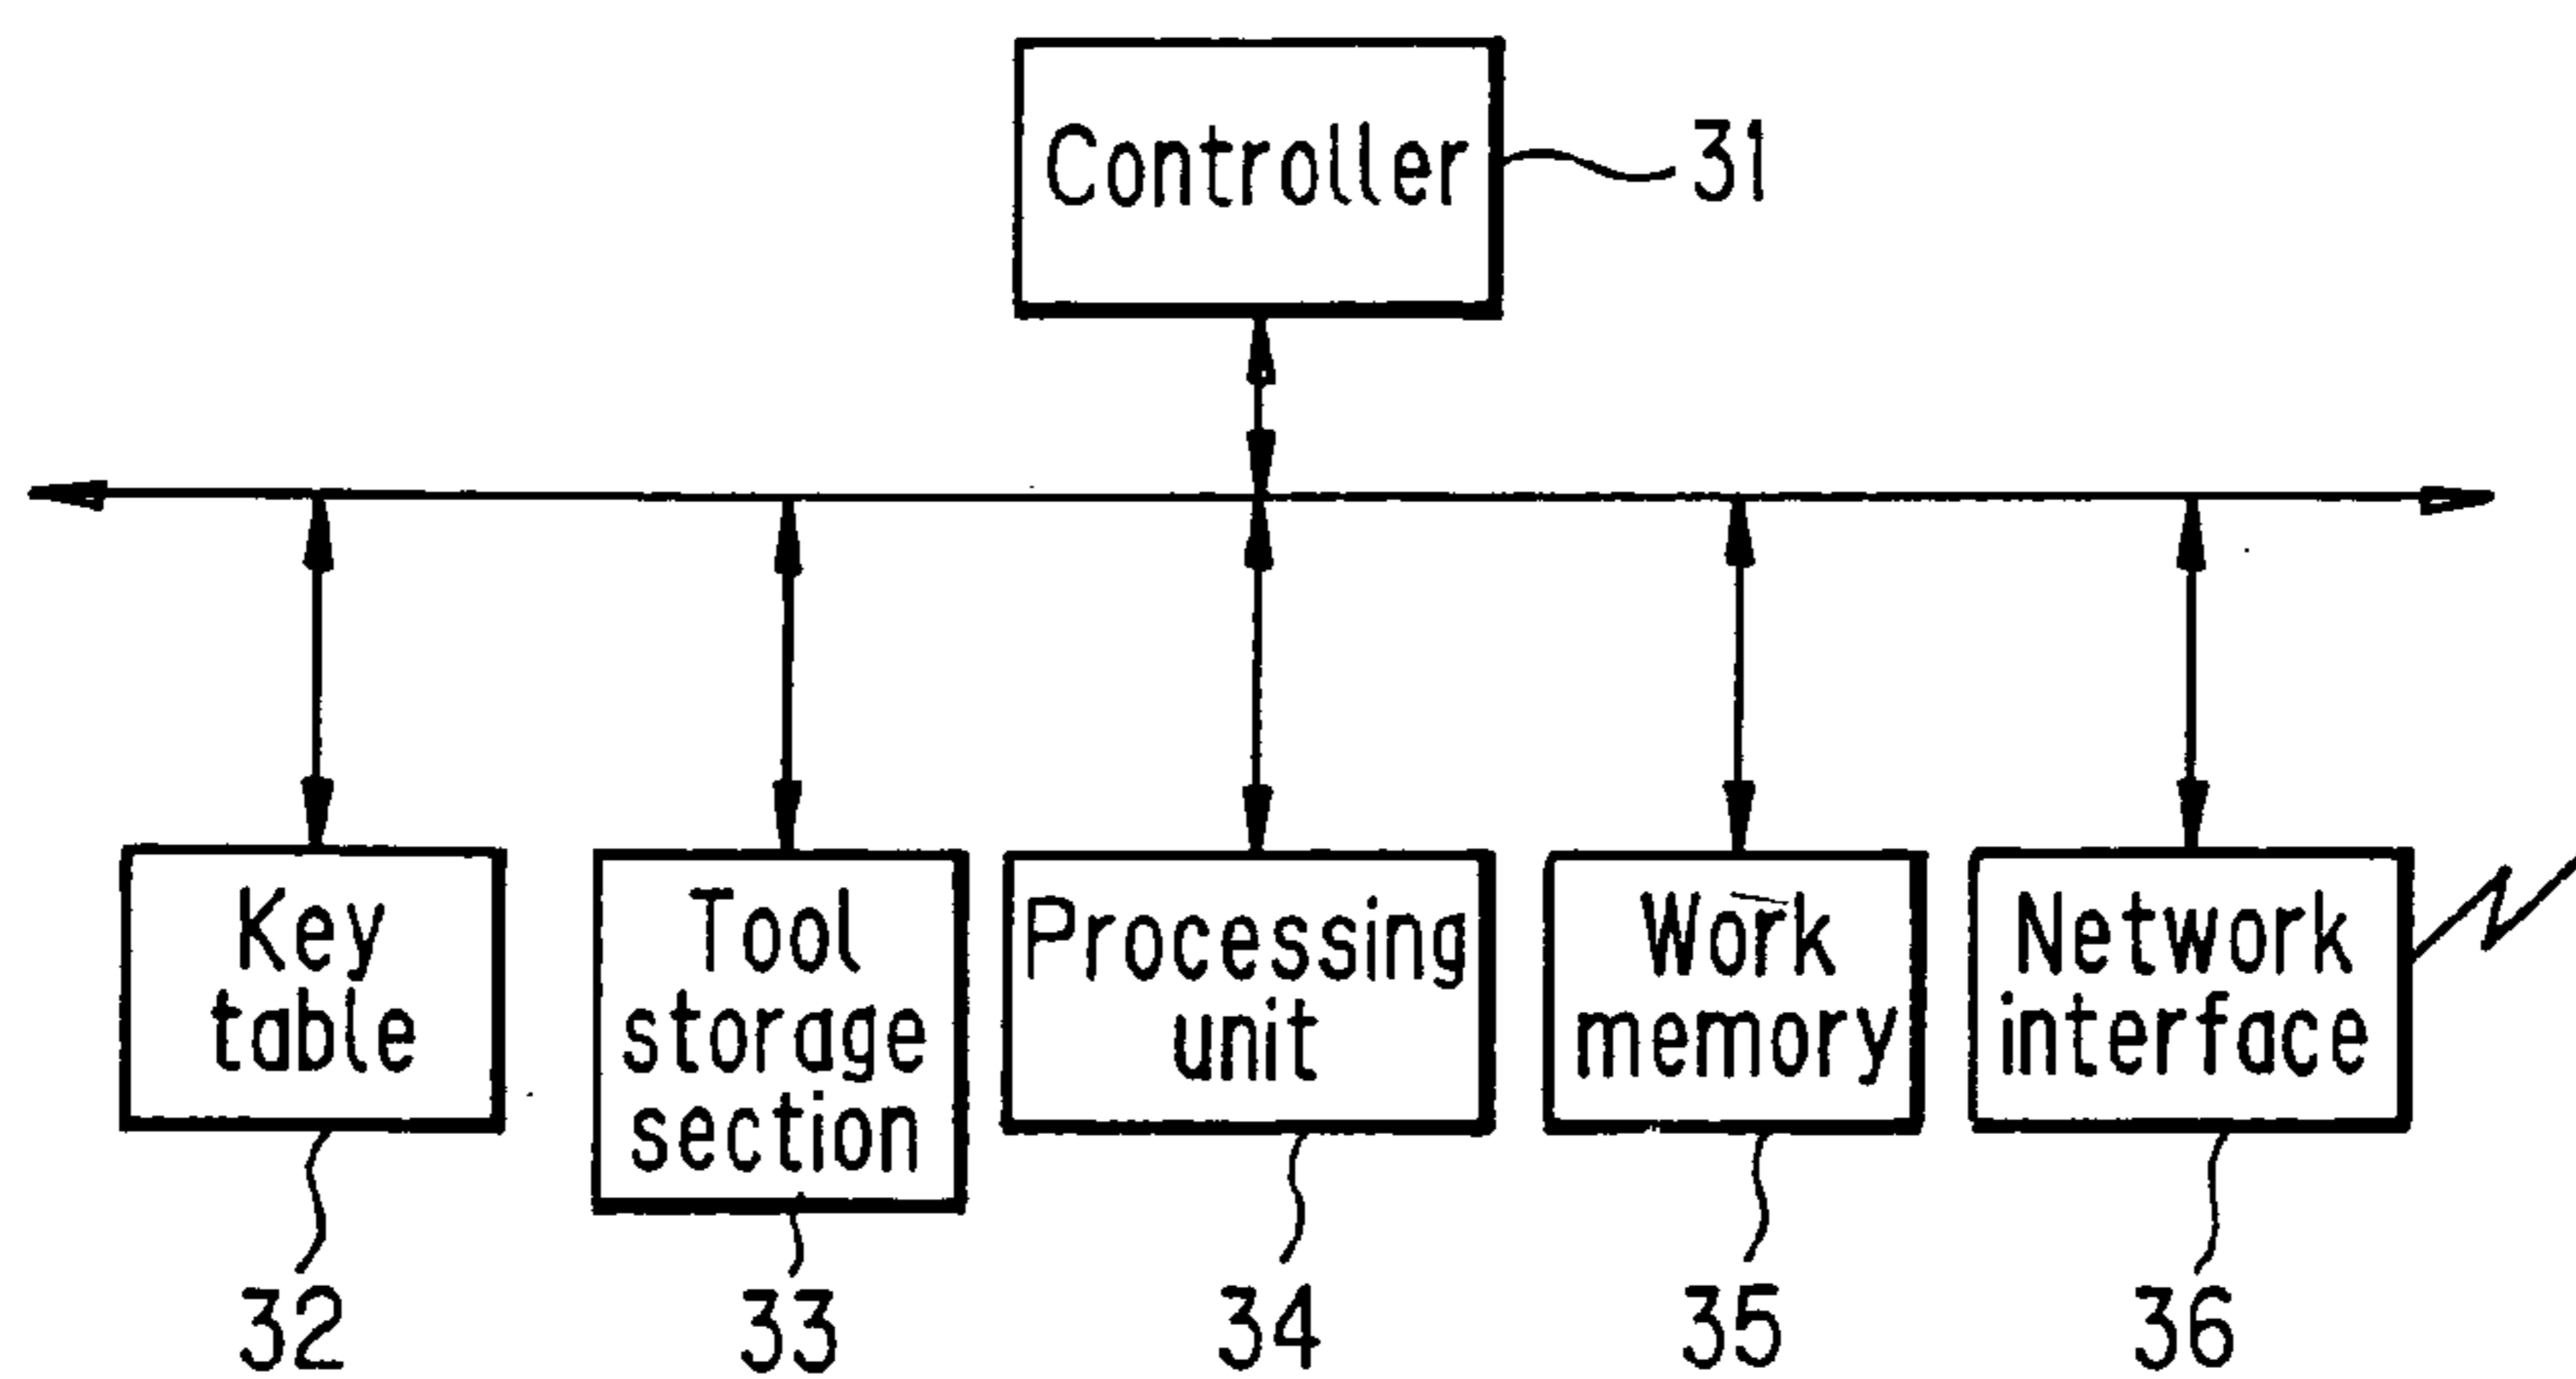 Controller
31
Key
table
Tool
storage
section
Processing
unit
Work
memory
Network
interface
32
33
34
35
36